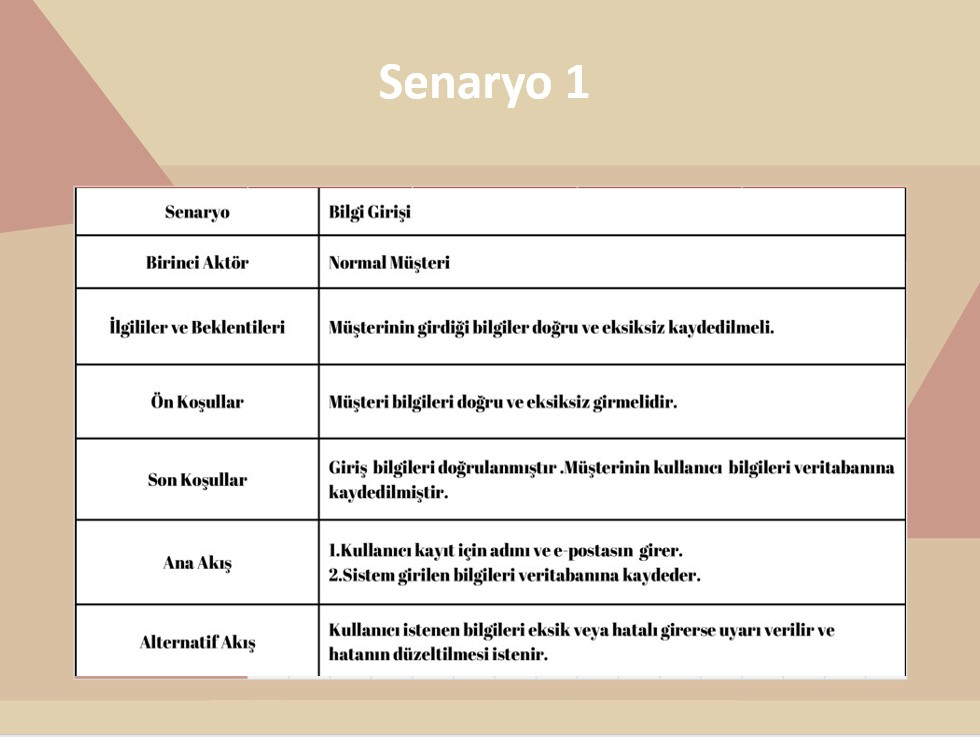 Senaryo 1
Senaryo
Bilgi Girişi
Birinci Aktör
Normal Müşteri
İlgililer ve Beklentileri
Müşterinin girdiği bilgiler doğru ve eksiksiz kaydedilmeli.
Ön Koşullar
Müşteri bilgileri doğru ve eksiksiz girmelidir.
Son Koşullar
Giriş bilgileri doğrulanmıştır .Müşterinin kullanıcı bilgileri veritabanına
kaydedilmiştir.
Ana Akış
1.Kullanıcı kayıt için adını ve e-postasın girer.
2.Sistem girilen bilgileri veritabanına kaydeder.
Alternatif Akış
Kullanıcı istenen bilgileri eksik veya hatalı girerse uyarı verilir ve
hatanın düzeltilmesi istenir.